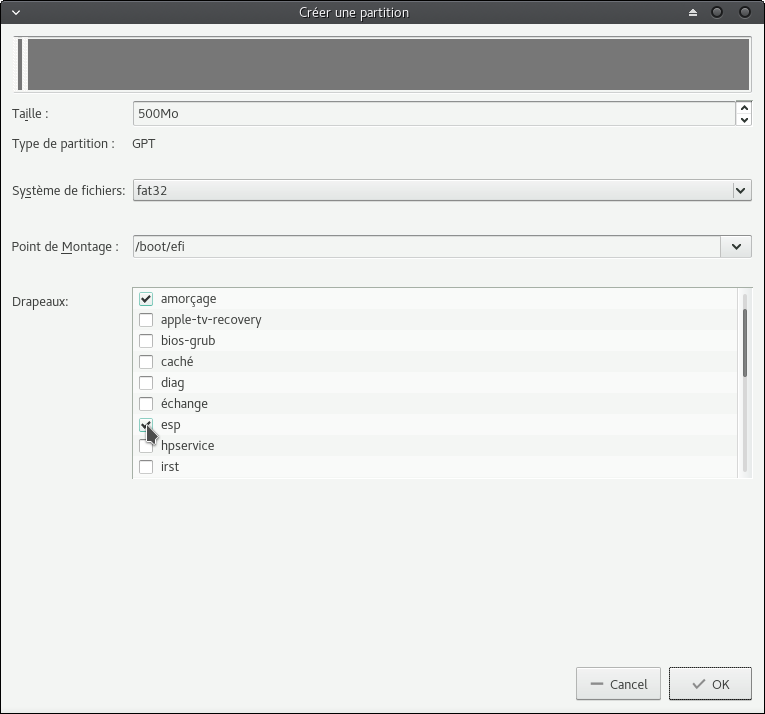 Créer une partition
Taille : 500Mo
Type de partition : GPT
Système de fichiers: fat32
Point de Montage : /boot/efi
Drapeaux: amorçage
apple-tv-recovery
bios-grub
caché
diag
échange
esp
hpservice
irst
Cancel OK